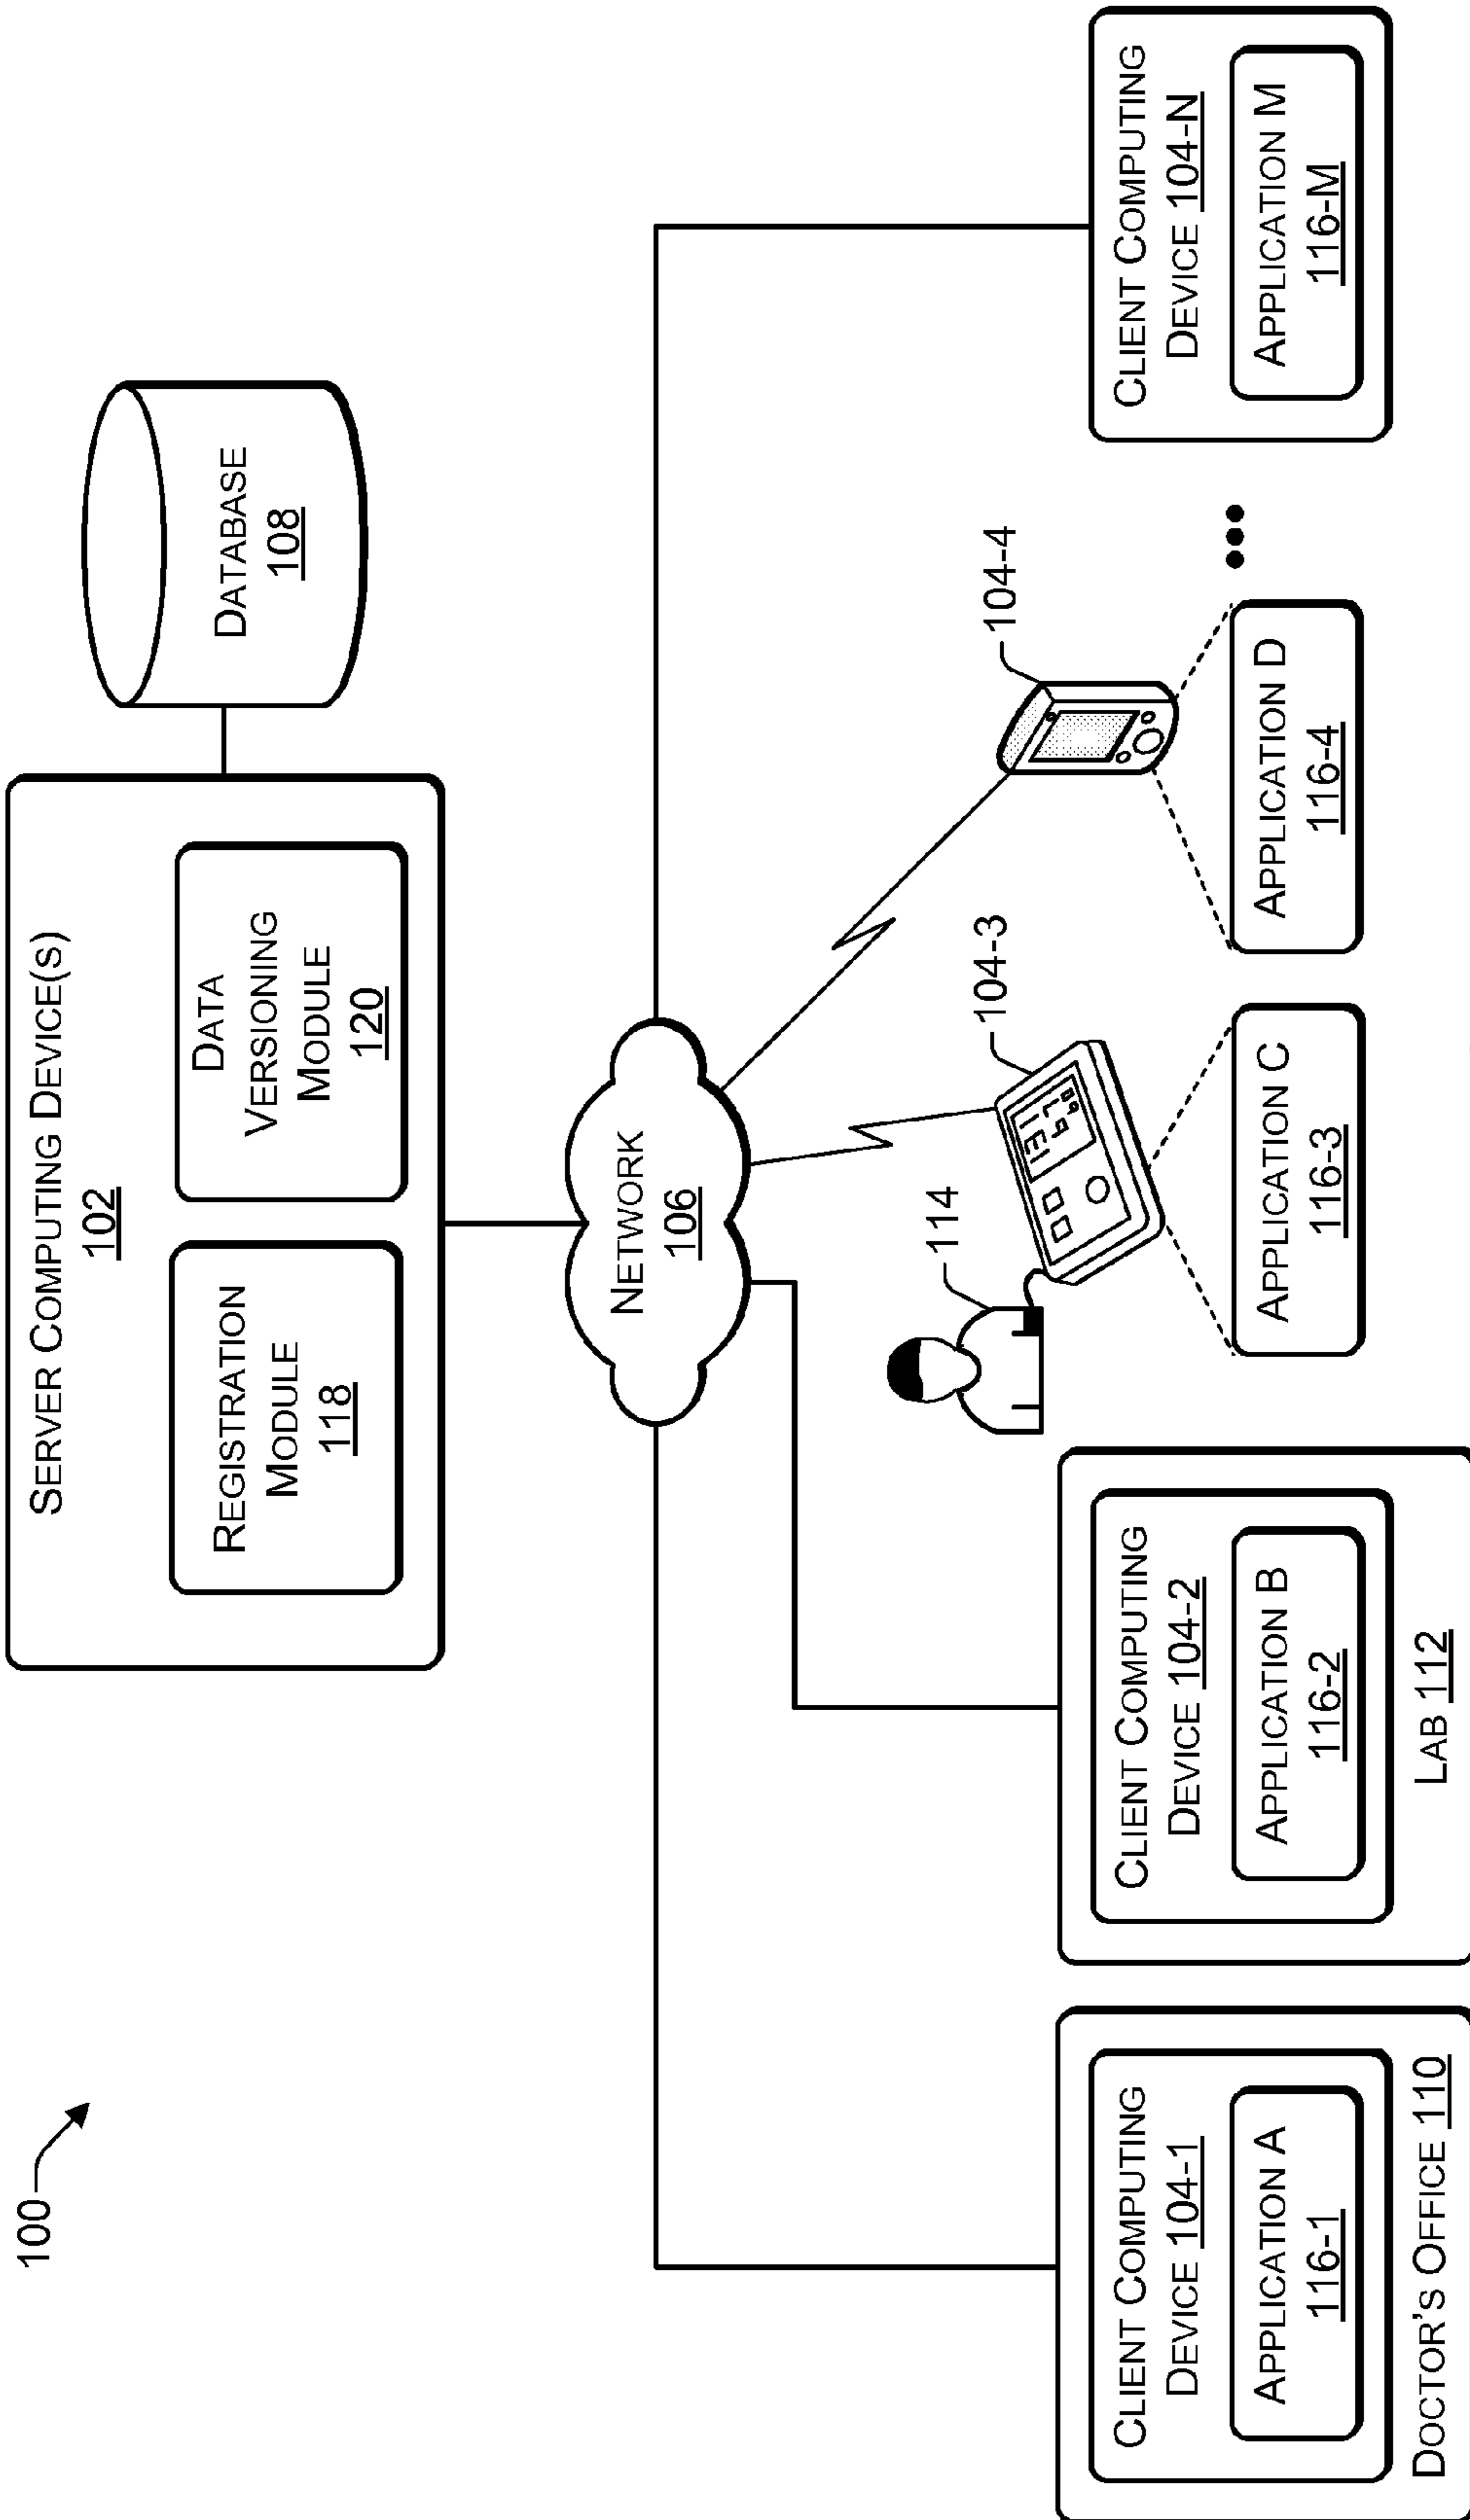 100
SERVER COMPUTING DEVICE(S)
102
REGISTRATION
MODULE
118
DATA
VERSIONING
MODULE
120
DATABASE
108
NETWORK
106
114
104-3
104-4
CLIENT COMPUTING
DEVICE 104-1
APPLICATION A
116-1
DOCTOR'S OFFICE 110
CLIENT COMPUTING
DEVICE 104-2
APPLICATION B
116-2
LAB 112
APPLICATION C
116-3
APPLICATION D
116-4
•••
CLIENT COMPUTING
DEVICE 104-N
APPLICATION M
116-M